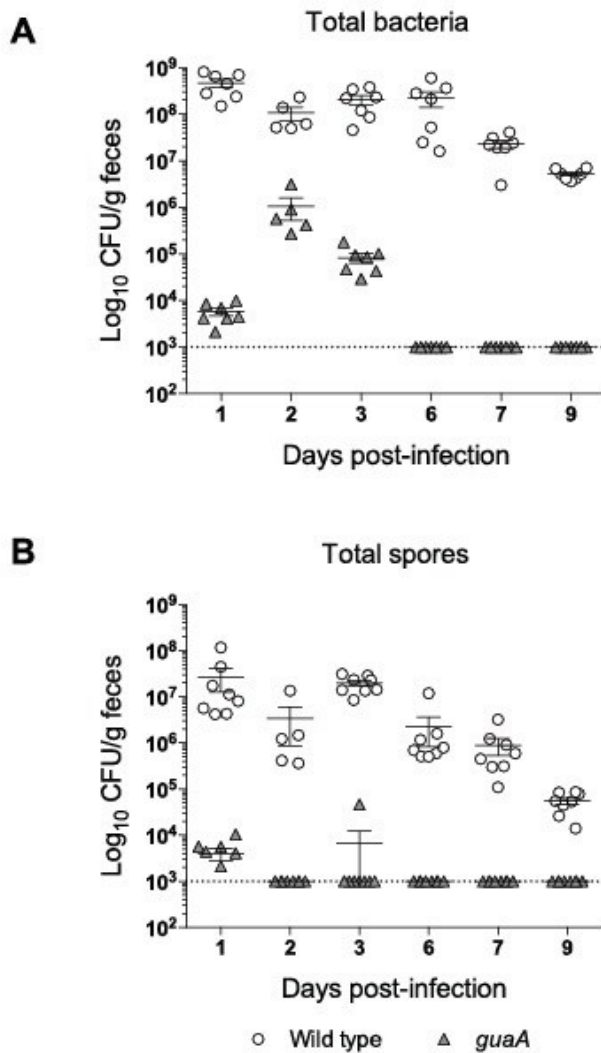 A
Total bacteria
Log₁₀ CFU/g feces
10⁹
10⁸
10⁷
10⁶
10⁵
10⁴
10³
10²
1 2 3 6 7 9
Days post-infection
B
Total spores
Log₁₀ CFU/g feces
10⁹
10⁸
10⁷
10⁶
10⁵
10⁴
10³
10²
1 2 3 6 7 9
Days post-infection
Wild type guaA